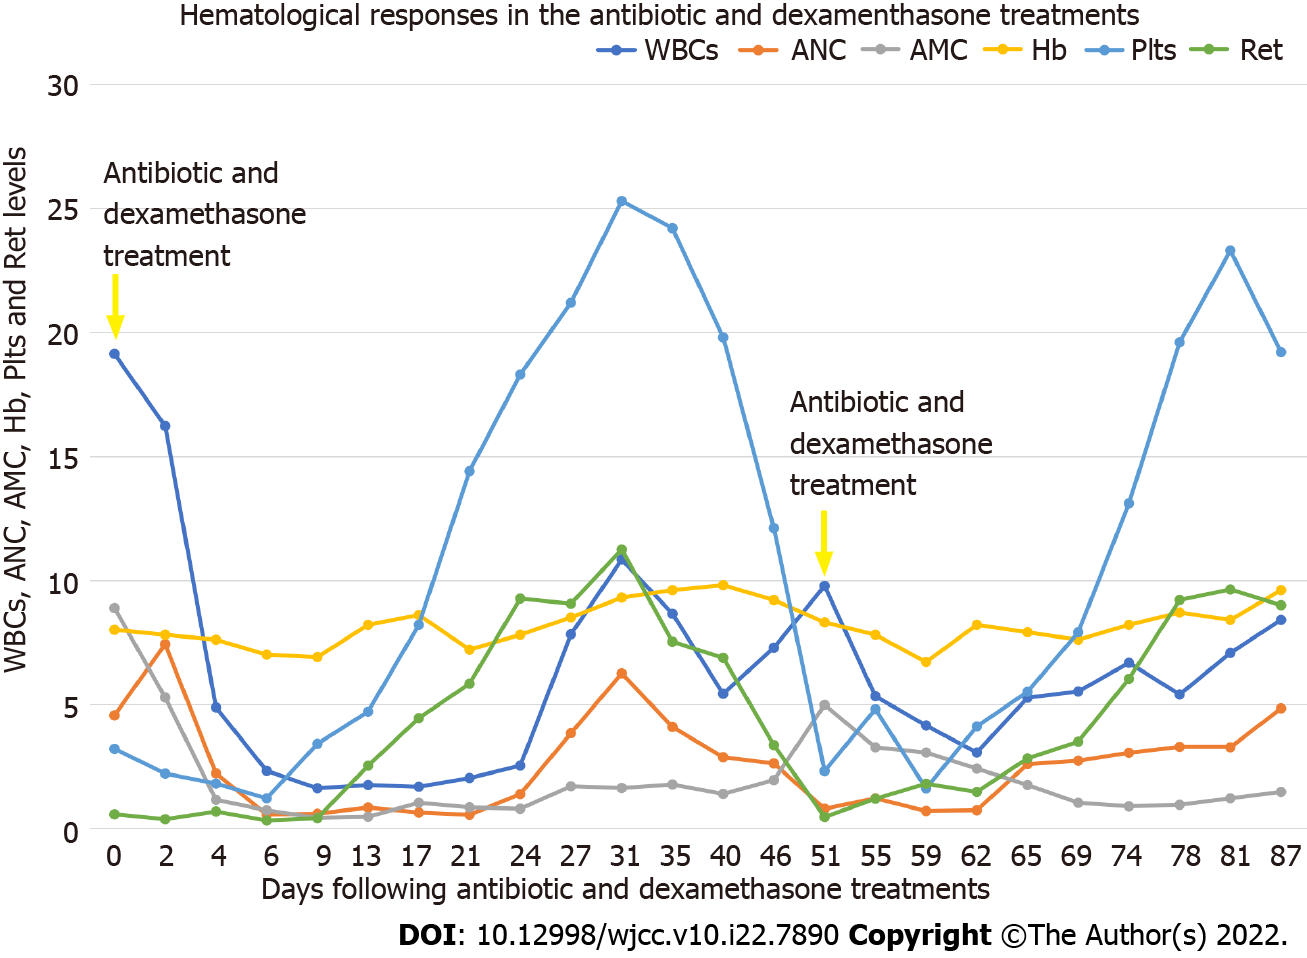 Hematological responses in the antibiotic and dexamenthasone treatments
WBCs ANC AMC Hb Plts Ret
WBCs, ANC, AMC, Hb, Plts and Ret levels
30
25
20
15
10
5
0
Antibiotic and
dexamethasone
treatment
Antibiotic and
dexamethasone
treatment
0 2 4 6 9 13 17 21 24 27 31 35 40 46 51 55 59 62 65 69 74 78 81 87
Days following antibiotic and dexamethasone treatments
DOI: 10.12998/wjcc.v10.i22.7890 Copyright ©The Author(s) 2022.